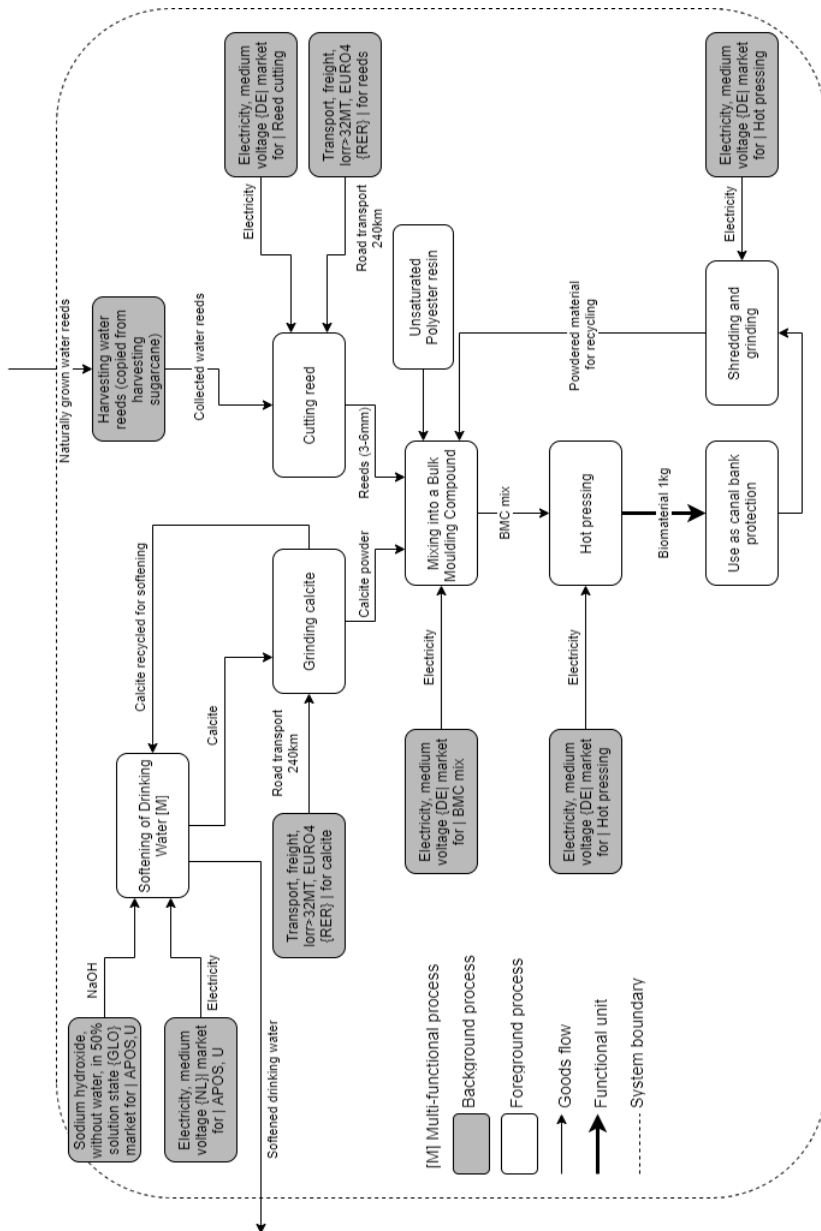 Sodium hydroxide,
without water, in 50%
solution state {GLO}
market for | APOS,U
NaOH
Electricity, medium
voltage {NL}| market
for | APOS, U
Electricity
Softening of Drinking
Water [M]
Softened drinking water
Calcite recycled for softening
Calcite
Naturally grown water reeds
Harvesting water
reeds (copied from
harvesting
sugarcane)
Collected water reeds
Electricity, medium
voltage {DE| market
for | Reed cutting
Electricity
Transport, freight,
lorr>32MT, EURO4
{RER} | for reeds
Road transport
240km
Transport, freight,
lorr>32MT, EURO4
{RER} | for calcite
Road transport
240km
Grinding calcite
Cutting reed
Calcite powder
Reeds (3-6mm)
Unsaturated
Polyester resin
Electricity, medium
voltage {DE| market
for | BMC mix
Electricity
Mixing into a Bulk
Moulding Compound
Powdered material
for recycling
BMC mix
Electricity, medium
voltage {DE| market
for | Hot pressing
Electricity
Hot pressing
Biomaterial 1kg
Use as canal bank
protection
Shredding and
grinding
Electricity
Electricity, medium
voltage {DE| market
for | Hot pressing
[M] Multi-functional process
Background process
Foreground process
Goods flow
Functional unit
System boundary